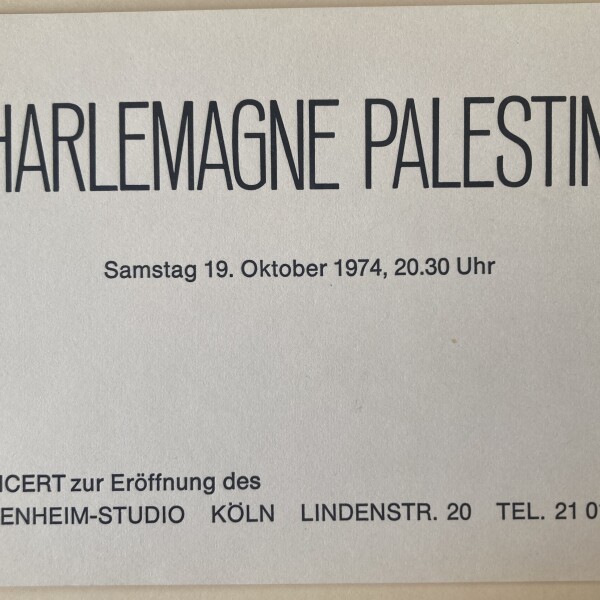 HARLEMAGNE PALESTIN
Samstag 19. Oktober 1974, 20.30 Uhr
NCERT zur Eröffnung des
ENHEIM-STUDIO KÖLN LINDENSTR. 20 TEL. 21 0